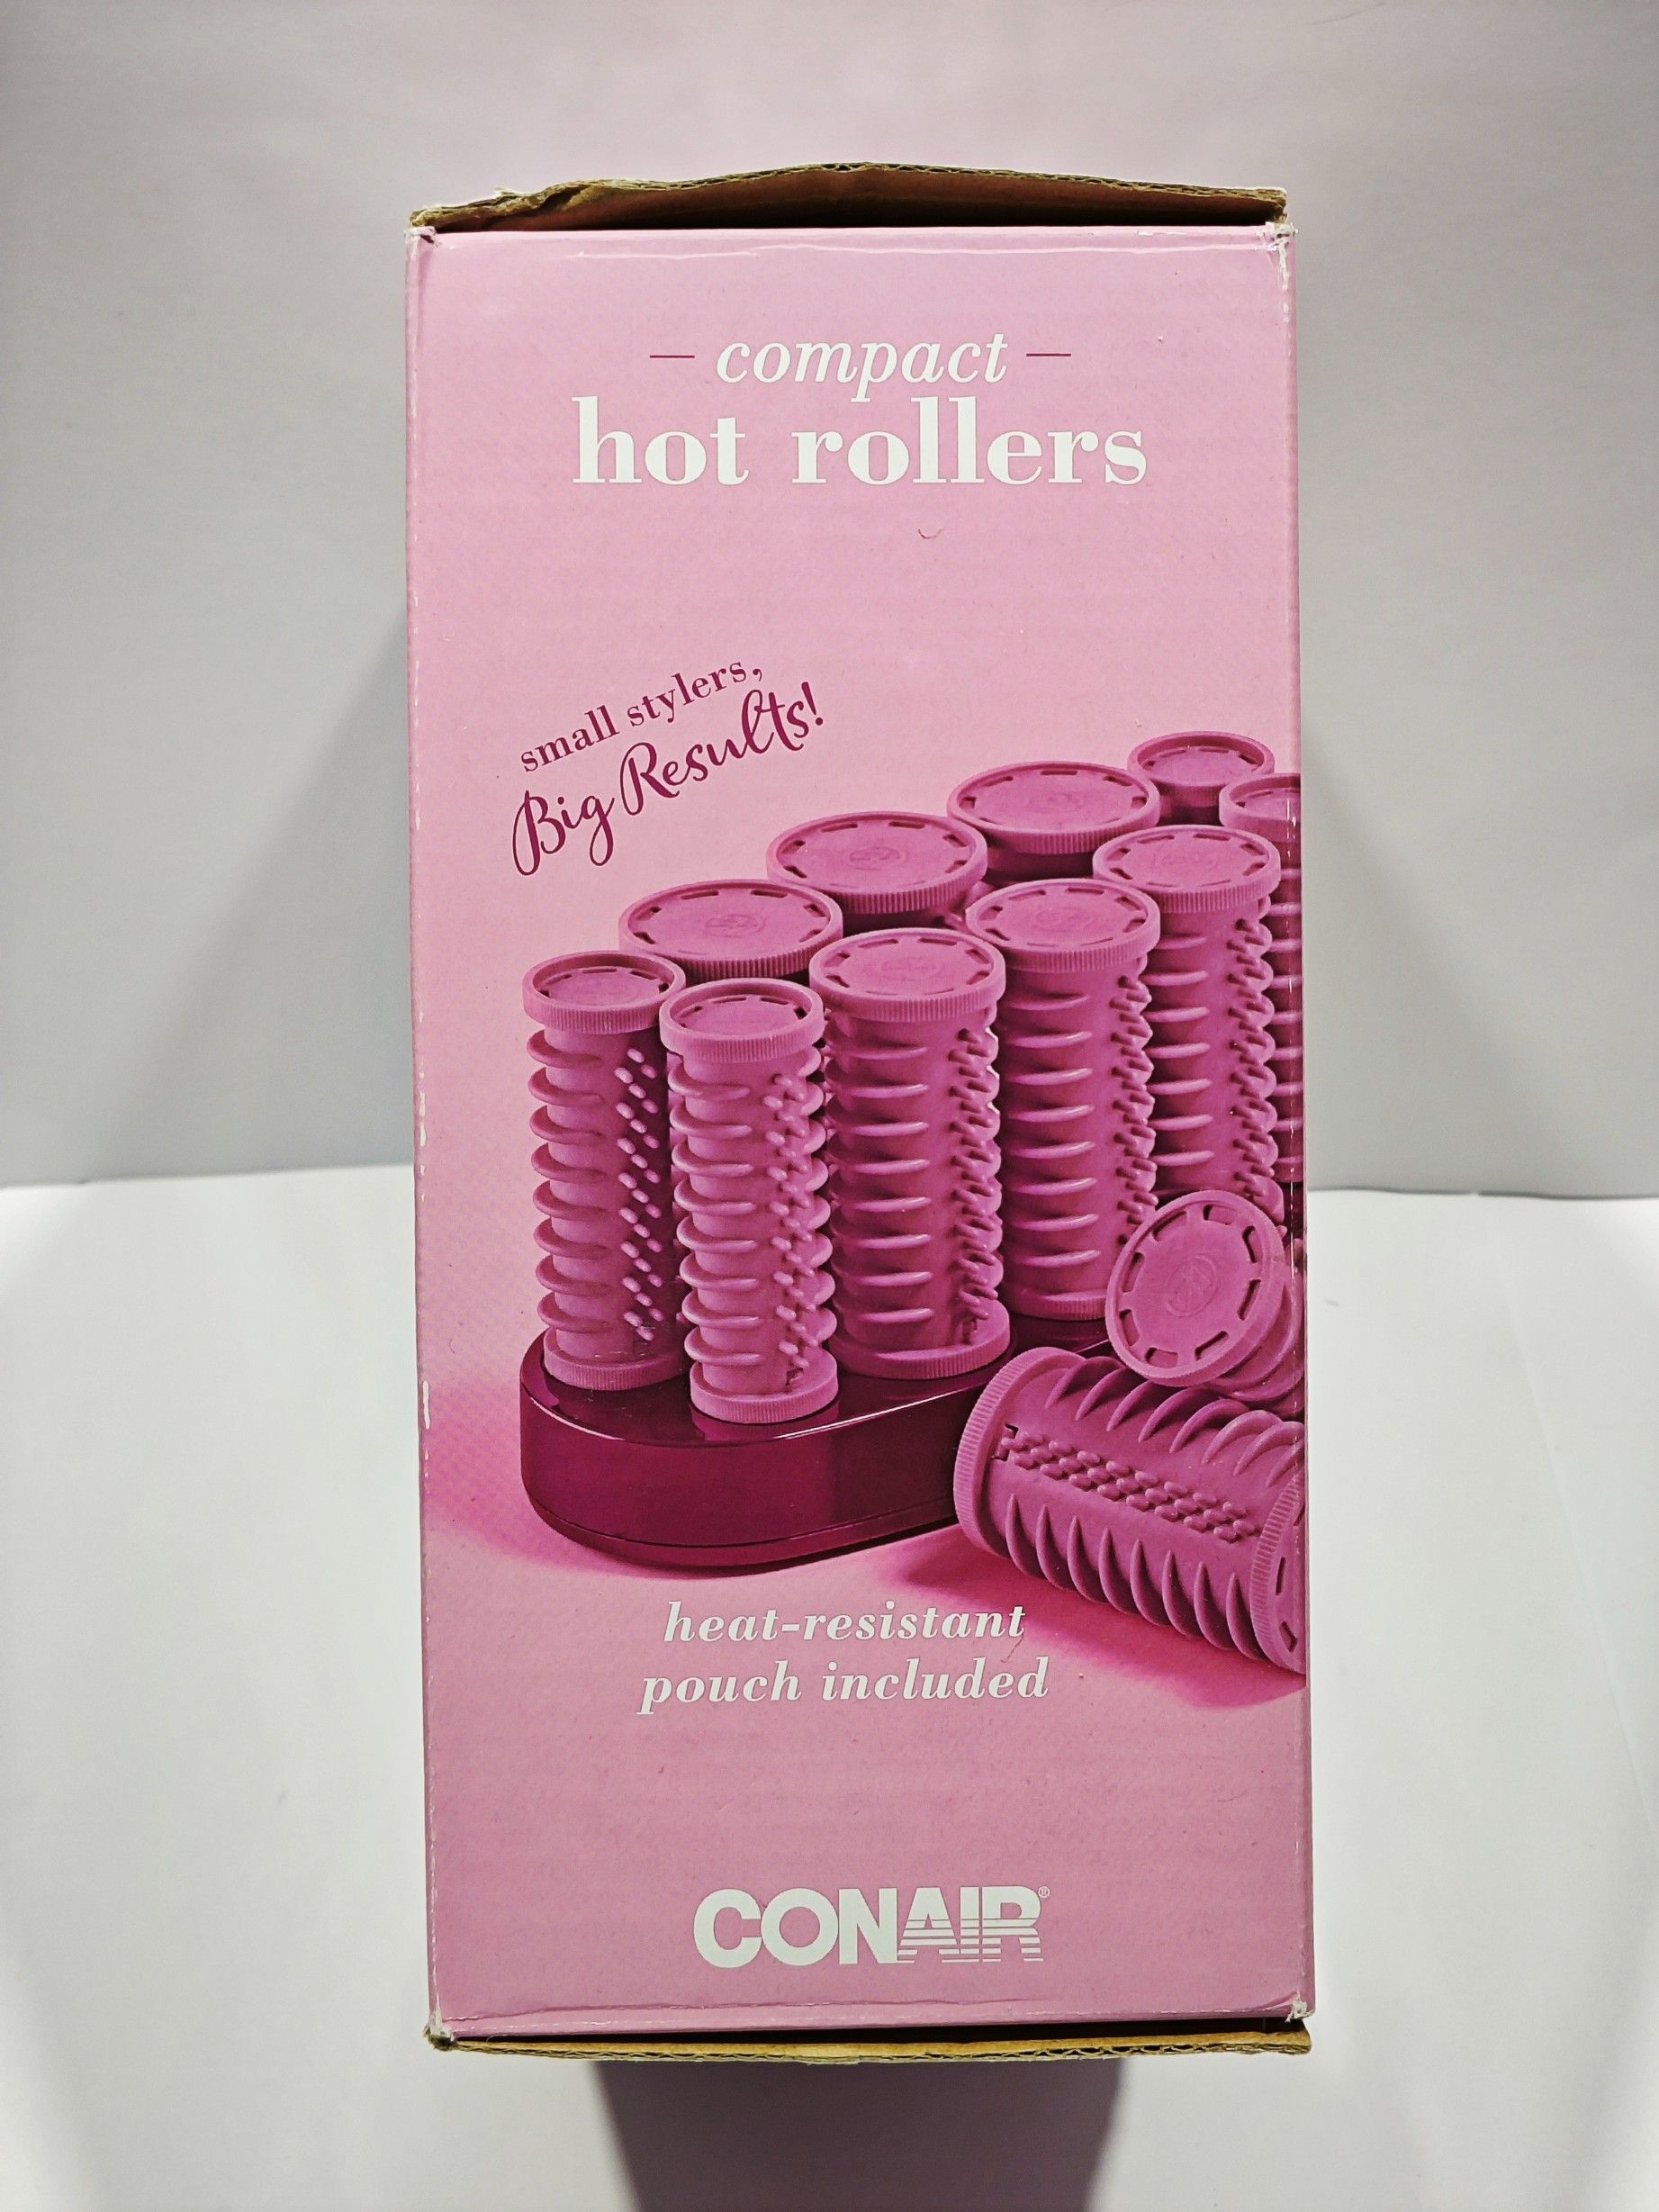 – compact –
hot rollers
small stylers,
Big Results!
heat-resistant
pouch included
CONAIR®